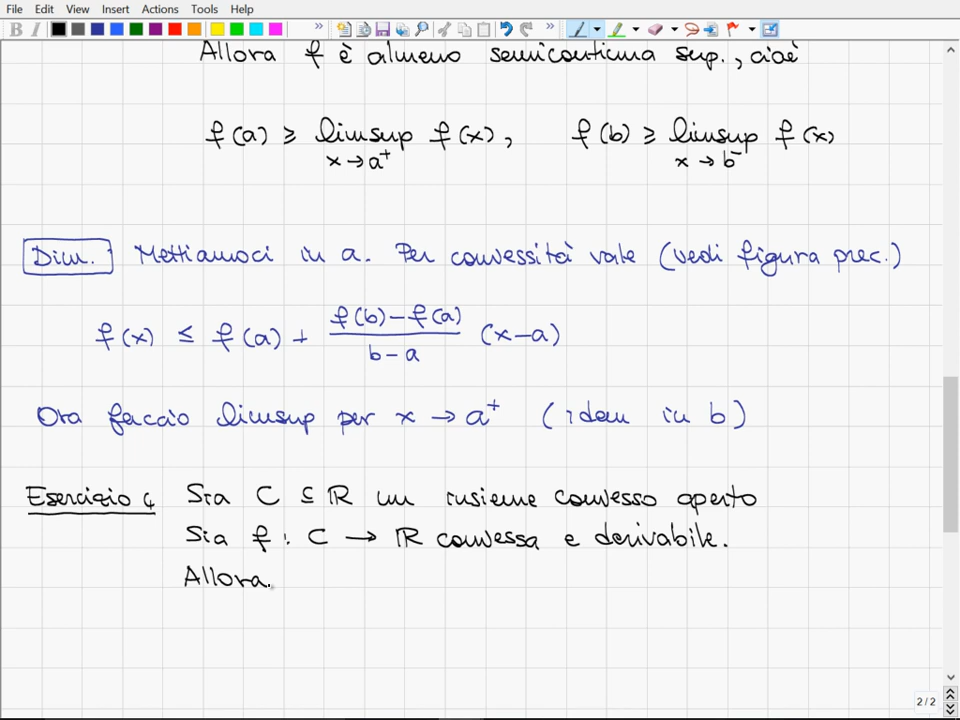 File Edit View Insert Actions Tools Help
Allora f è almeno semicontinua sup., cioè
f(a) ≥ limsup f(x), f(b) ≥ limsup f(x)
x→a⁺ x→b⁻
Dim. Mettiamoci in a. Per convessità vale (vedi figura prec.)
f(x) ≤ f(a) + \frac{f(b)-f(a)}{b-a} (x-a)
Ora faccio limsup per x → a⁺ (idem in b)
Esercizio 4 Sia C ⊆ ℝ un insieme convesso aperto
Sia f : C → ℝ convessa e derivabile.
Allora
2 / 2